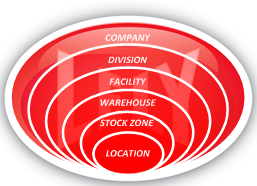 COMPANY
DIVISION
FACILITY
WAREHOUSE
STOCK ZONE
LOCATION